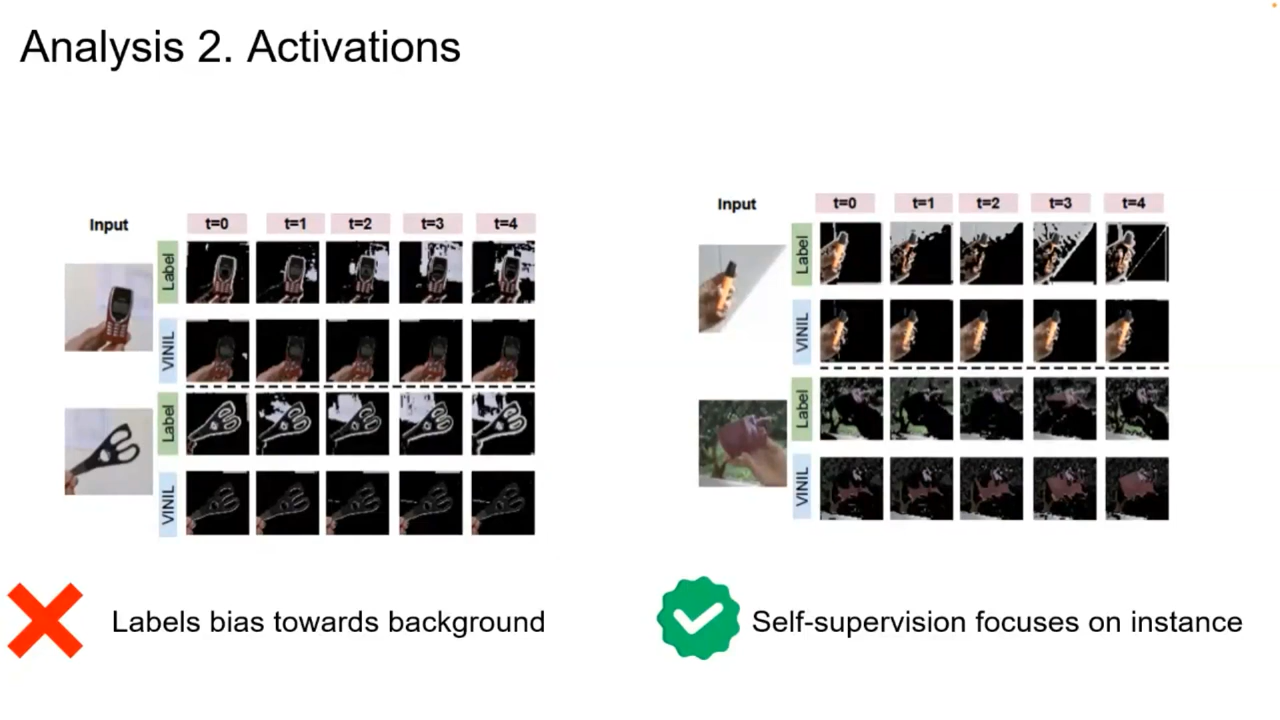 Analysis 2. Activations
Input
t=0
t=1
t=2
t=3
t=4
Label
VINIL
Label
VINIL
Input
t=0
t=1
t=2
t=3
t=4
Label
VINIL
Label
VINIL
Labels bias towards background
Self-supervision focuses on instance